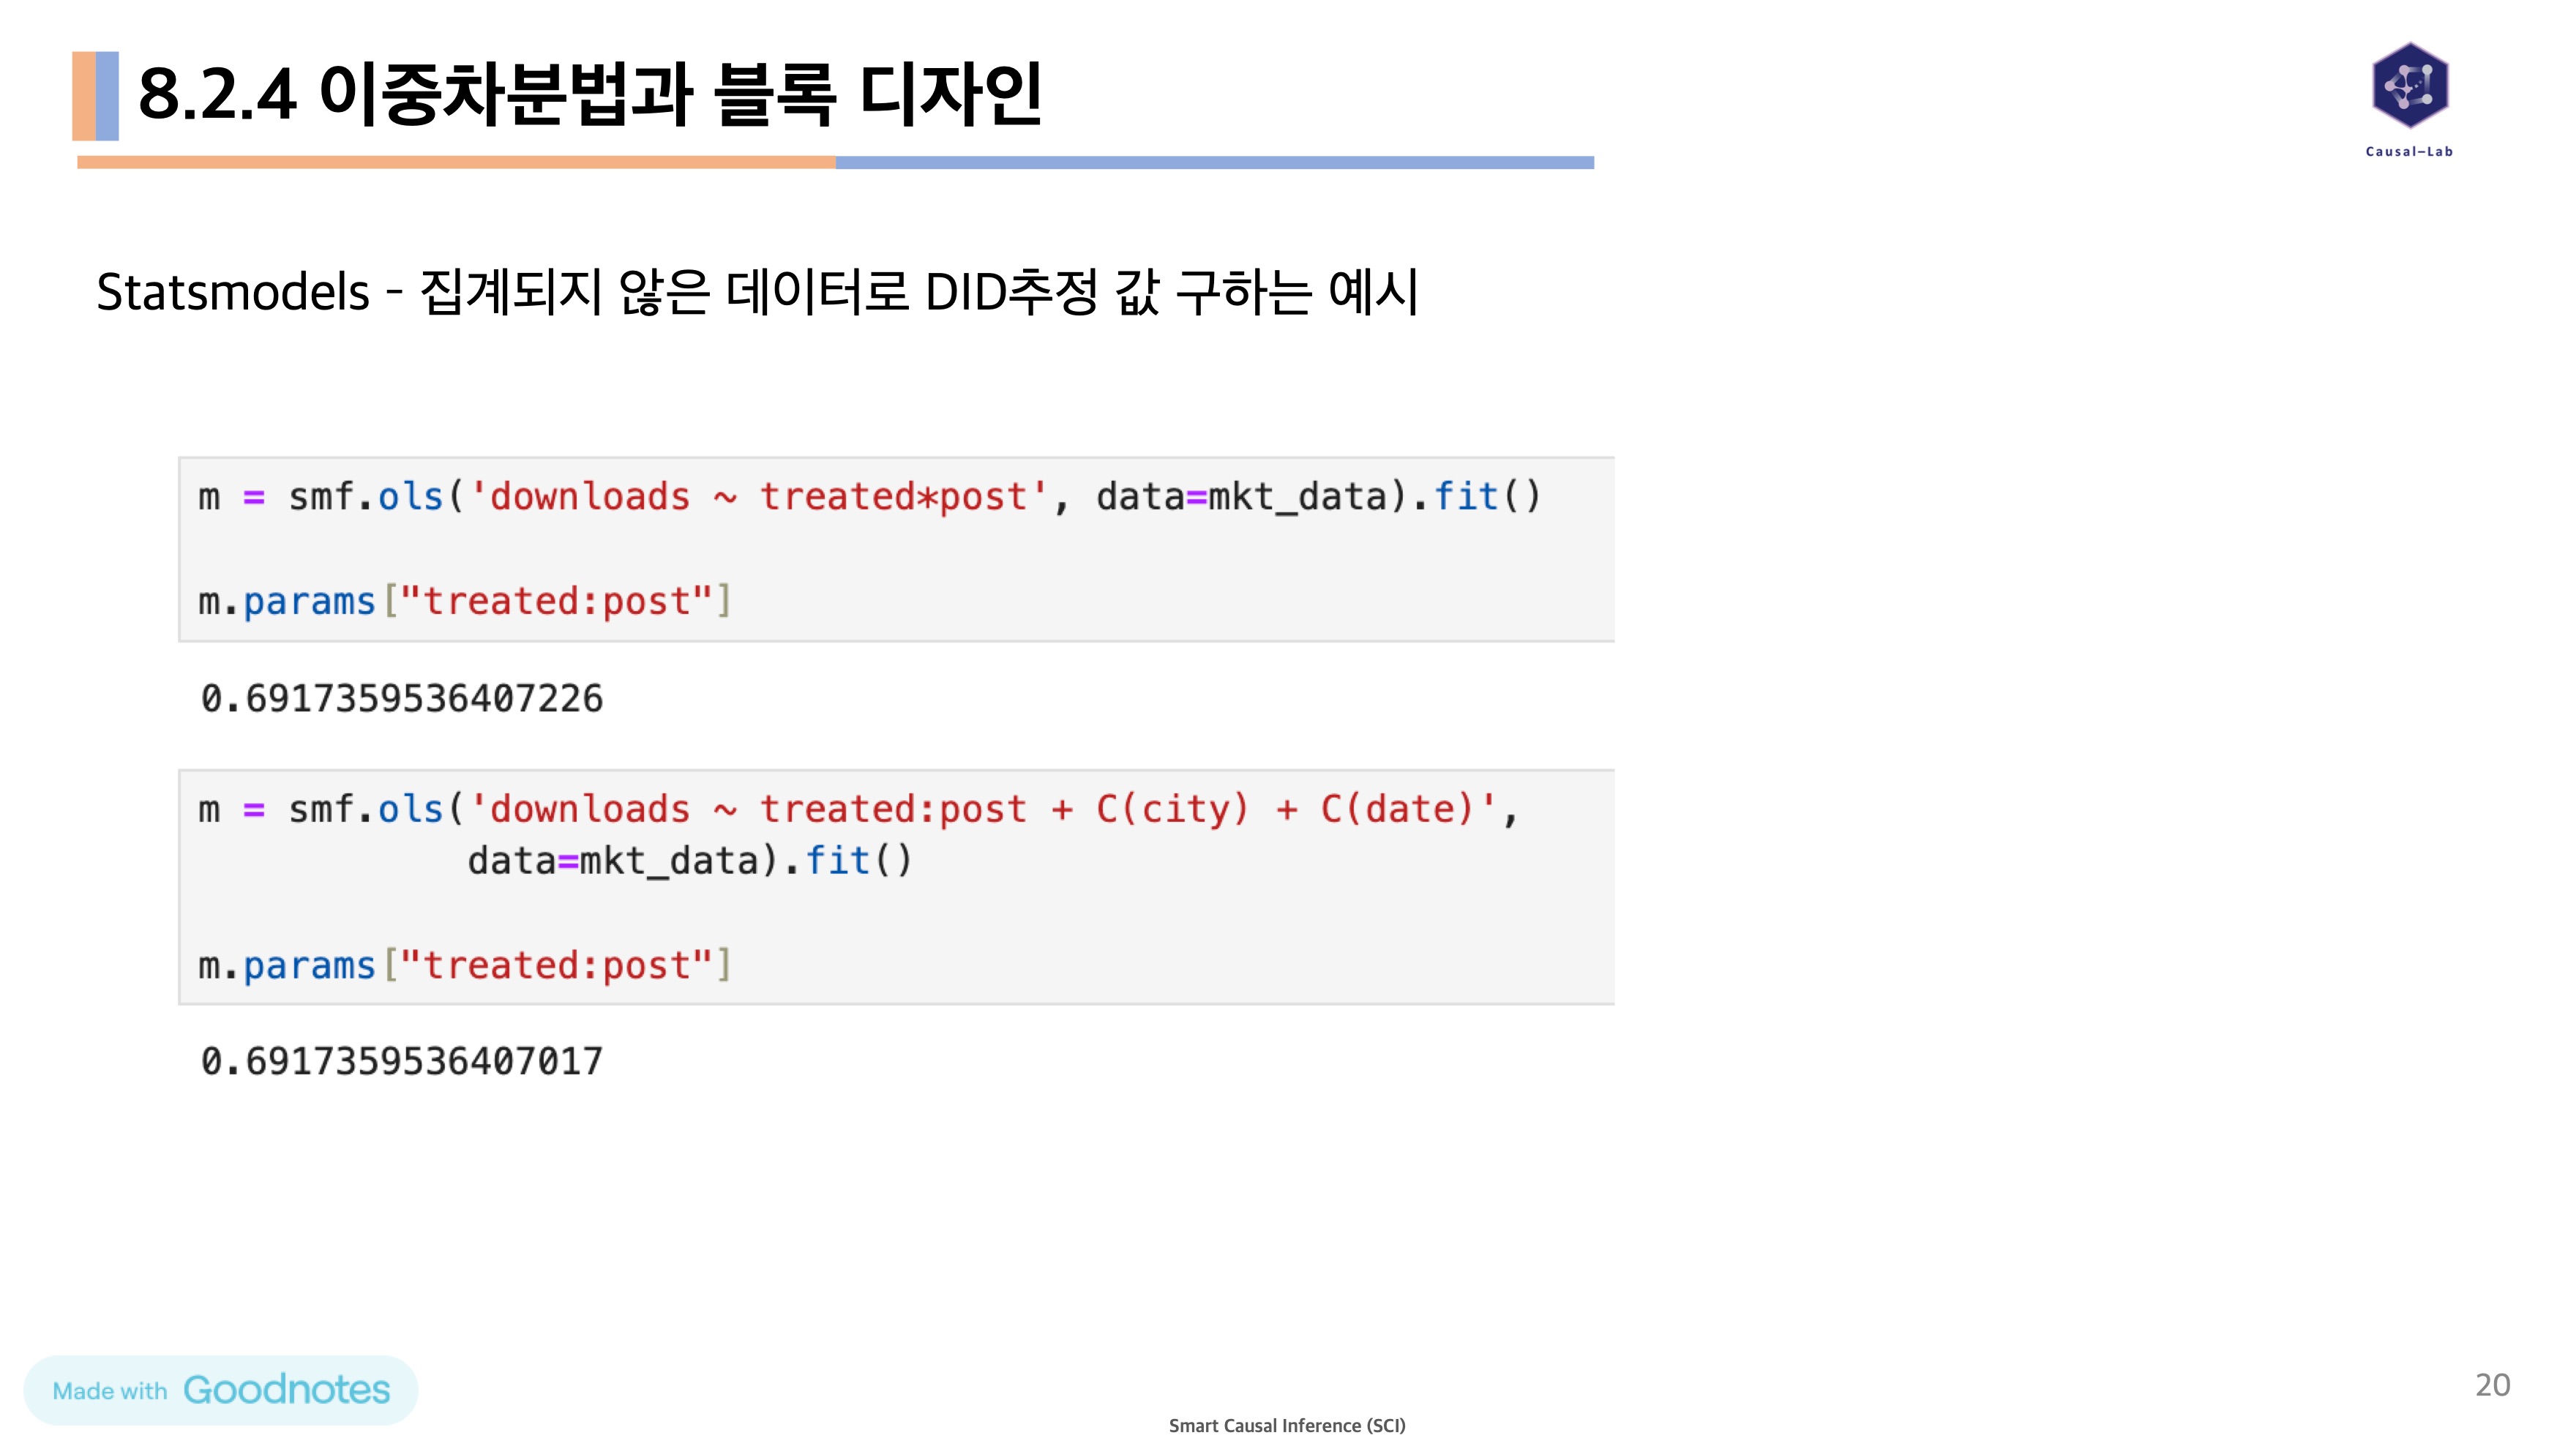 8.2.4 이중차분법과 블록 디자인
Causal–Lab
Statsmodels - 집계되지 않은 데이터로 DID추정 값 구하는 예시
m = smf.ols('downloads ~ treated*post', data=mkt_data).fit()
m.params["treated:post"]
0.6917359536407226
m = smf.ols('downloads ~ treated:post + C(city) + C(date)',
data=mkt_data).fit()
m.params["treated:post"]
0.6917359536407017
Made with Goodnotes
20
Smart Causal Inference (SCI)